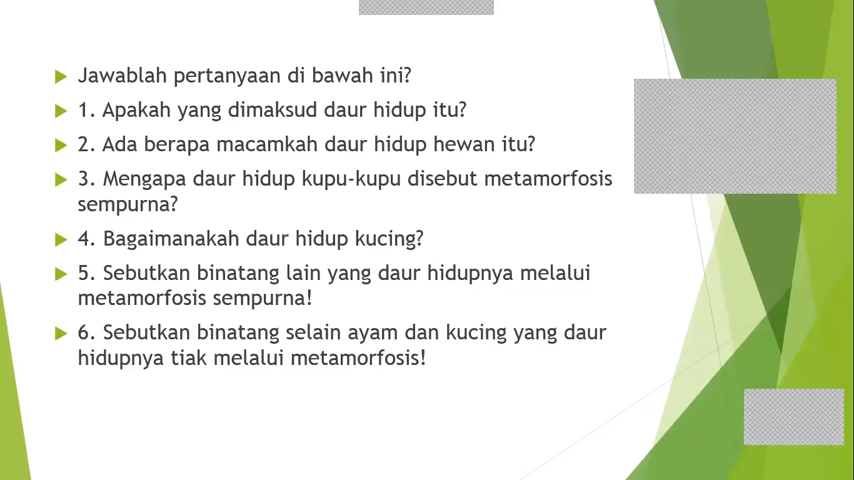 Jawablah pertanyaan di bawah ini?
1. Apakah yang dimaksud daur hidup itu?
2. Ada berapa macamkah daur hidup hewan itu?
3. Mengapa daur hidup kupu-kupu disebut metamorfosis
sempurna?
4. Bagaimanakah daur hidup kucing?
5. Sebutkan binatang lain yang daur hidupnya melalui
metamorfosis sempurna!
6. Sebutkan binatang selain ayam dan kucing yang daur
hidupnya tiak melalui metamorfosis!